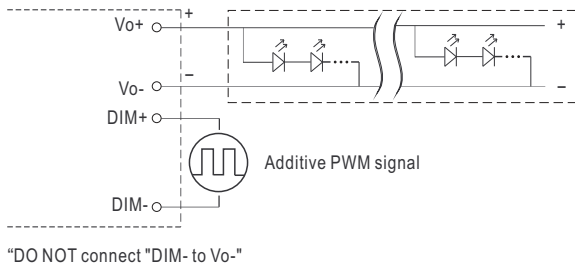 Vo+
+
+
Vo-
–
–
DIM+
Additive PWM signal
DIM-
“DO NOT connect "DIM- to Vo-"